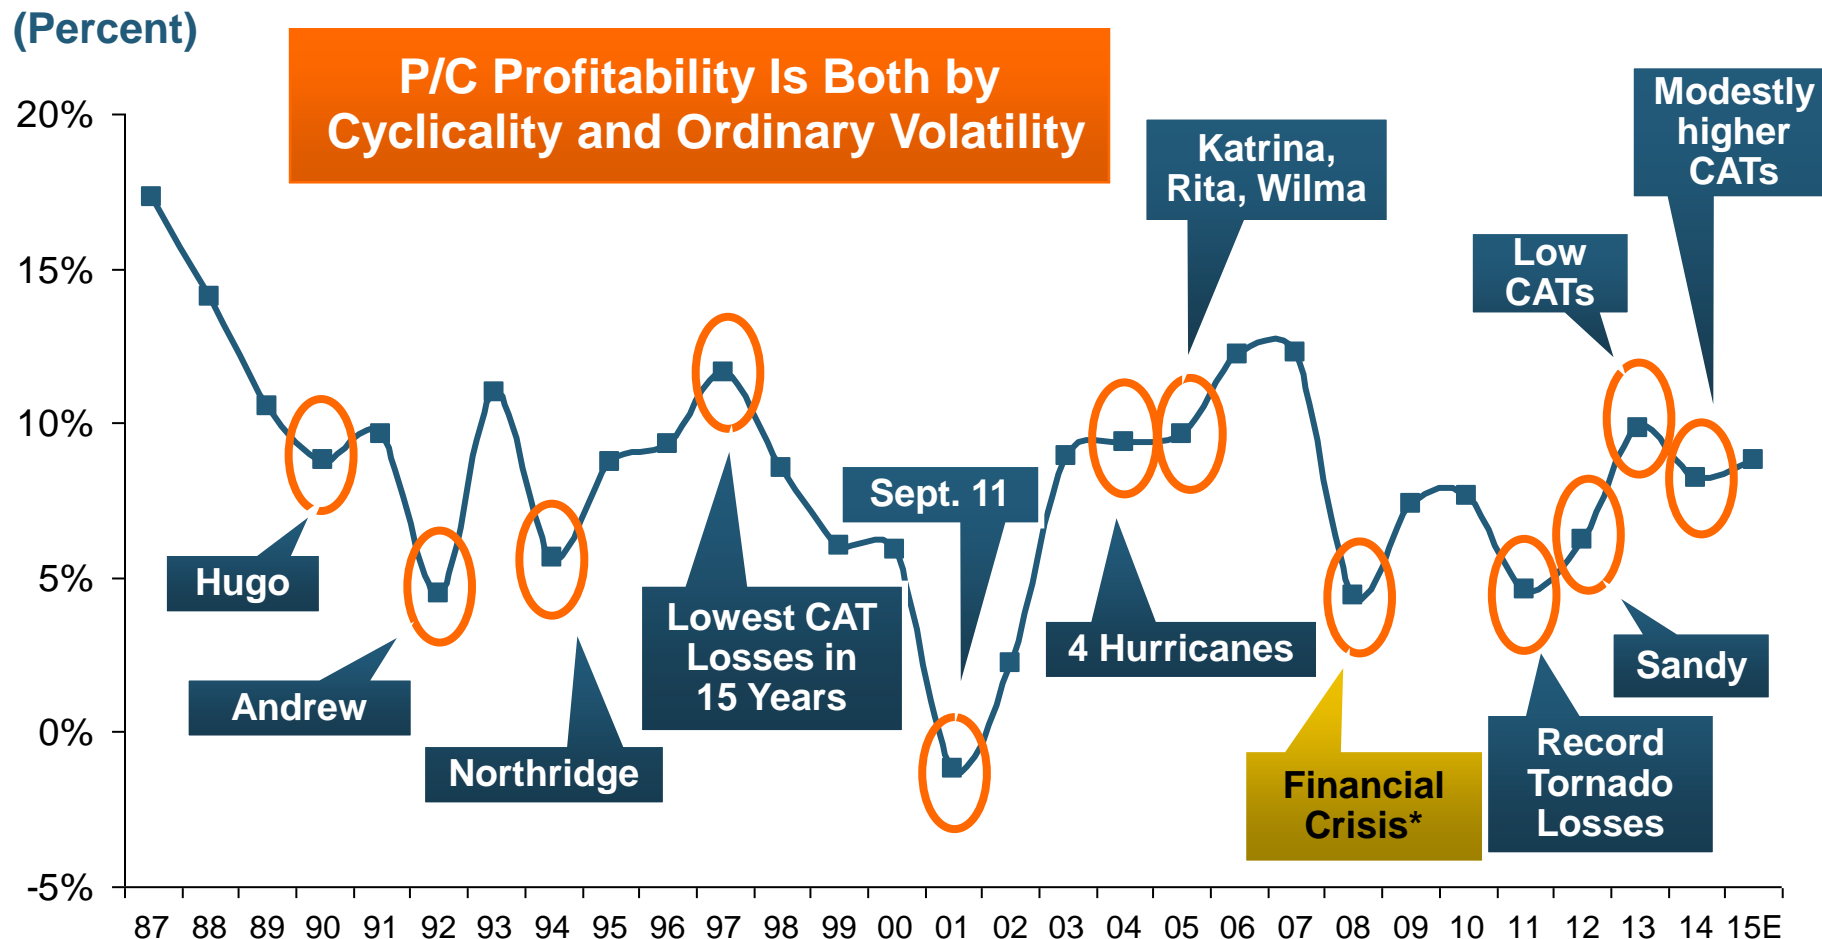 (Percent)
P/C Profitability Is Both by
Cyclicality and Ordinary Volatility
20%
15%
10%
5%
0%
-5%
Hugo
Andrew
Northridge
Lowest CAT
Losses in
15 Years
Sept. 11
4 Hurricanes
Katrina,
Rita, Wilma
Financial
Crisis*
Record
Tornado
Losses
Sandy
Low
CATs
Modestly
higher
CATs
87 88 89 90 91 92 93 94 95 96 97 98 99 00 01 02 03 04 05 06 07 08 09 10 11 12 13 14 15E